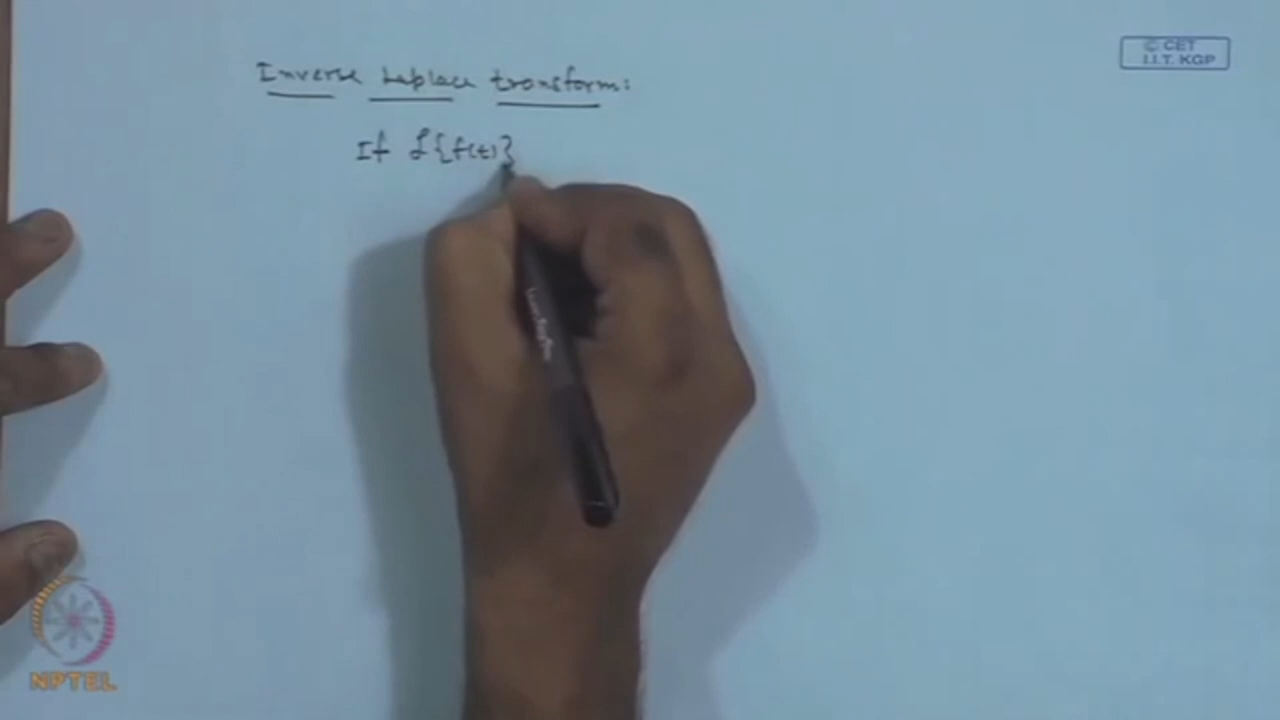 © CET
I.I.T. KGP
Inverse Laplace transform:
If ℒ{f(t)}
NPTEL